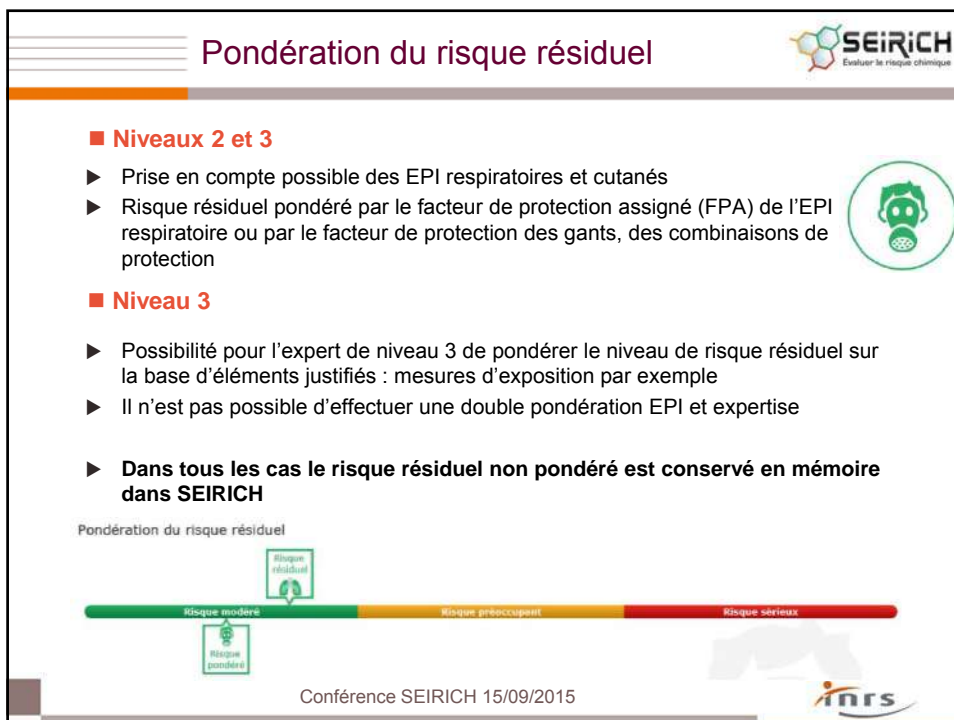 Pondération du risque résiduel
SEIRICH
Evaluer le risque chimique
■ Niveaux 2 et 3
▶ Prise en compte possible des EPI respiratoires et cutanés
▶ Risque résiduel pondéré par le facteur de protection assigné (FPA) de l'EPI
respiratoire ou par le facteur de protection des gants, des combinaisons de
protection
■ Niveau 3
▶ Possibilité pour l'expert de niveau 3 de pondérer le niveau de risque résiduel sur
la base d'éléments justifiés : mesures d'exposition par exemple
▶ Il n'est pas possible d'effectuer une double pondération EPI et expertise
▶ Dans tous les cas le risque résiduel non pondéré est conservé en mémoire
dans SEIRICH
Pondération du risque résiduel
Risque
résiduel
Risque modéré Risque préoccupant Risque sérieux
Risque
pondéré
Conférence SEIRICH 15/09/2015
inrs